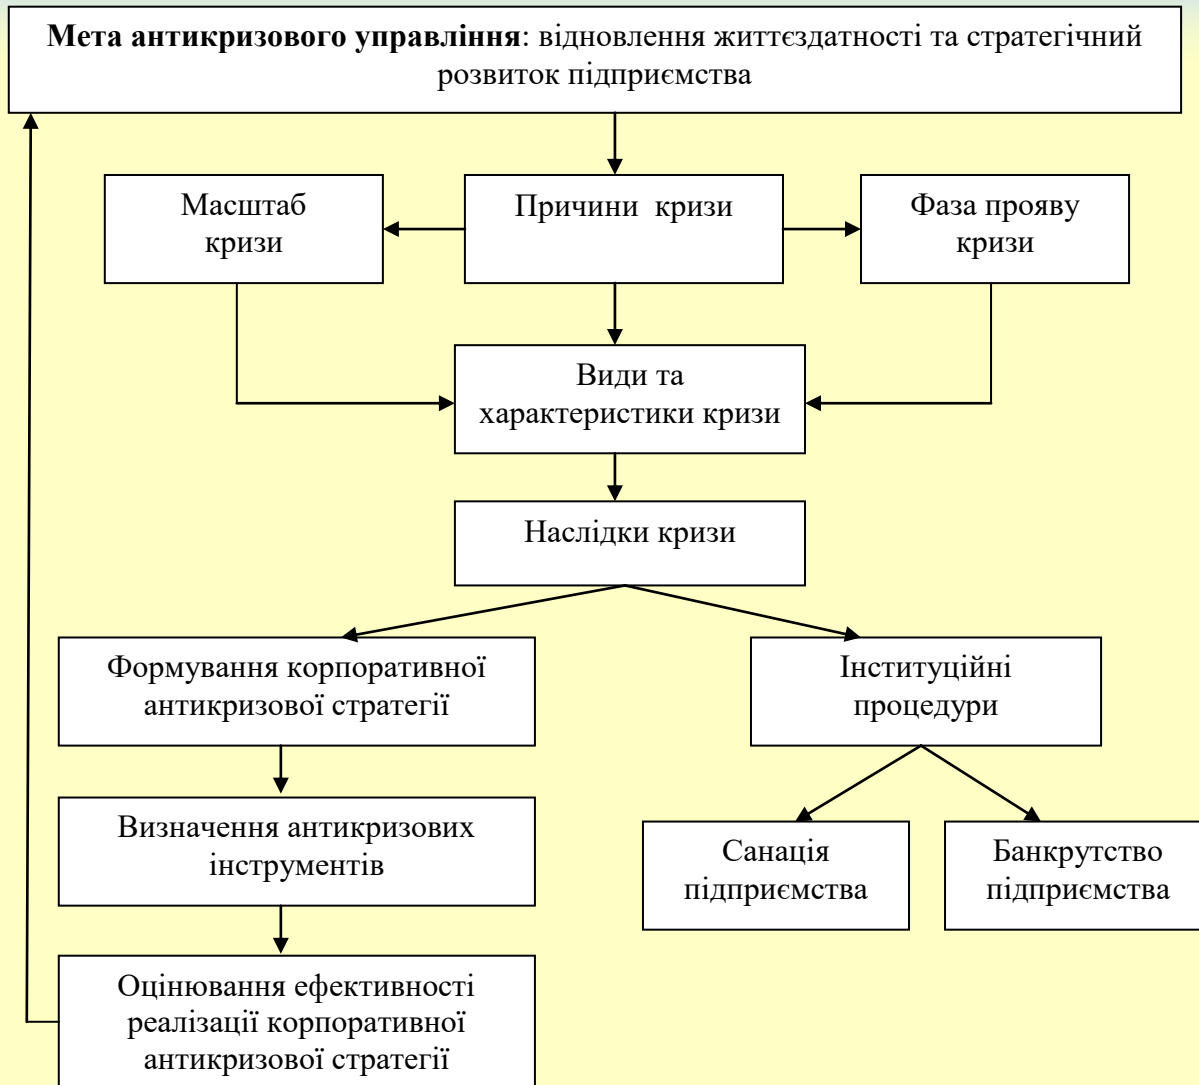 Мета антикризового управління: відновлення життєздатності та стратегічний
розвиток підприємства
Масштаб
кризи
Причини кризи
Фаза прояву
кризи
Види та
характеристики кризи
Наслідки кризи
Формування корпоративної
антикризової стратегії
Інституційні
процедури
Визначення антикризових
інструментів
Санація
підприємства
Банкрутство
підприємства
Оцінювання ефективності
реалізації корпоративної
антикризової стратегії